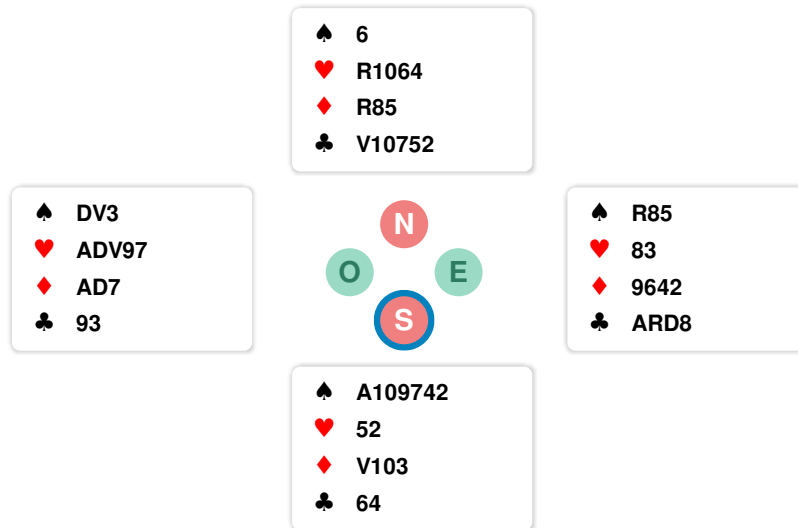 ♠ 6
♥ R1064
♦ R85
♣ V10752
♠ DV3
♥ ADV97
♦ AD7
♣ 93
N
O E
S
♠ R85
♥ 83
♦ 9642
♣ ARD8
♠ A109742
♥ 52
♦ V103
♣ 64